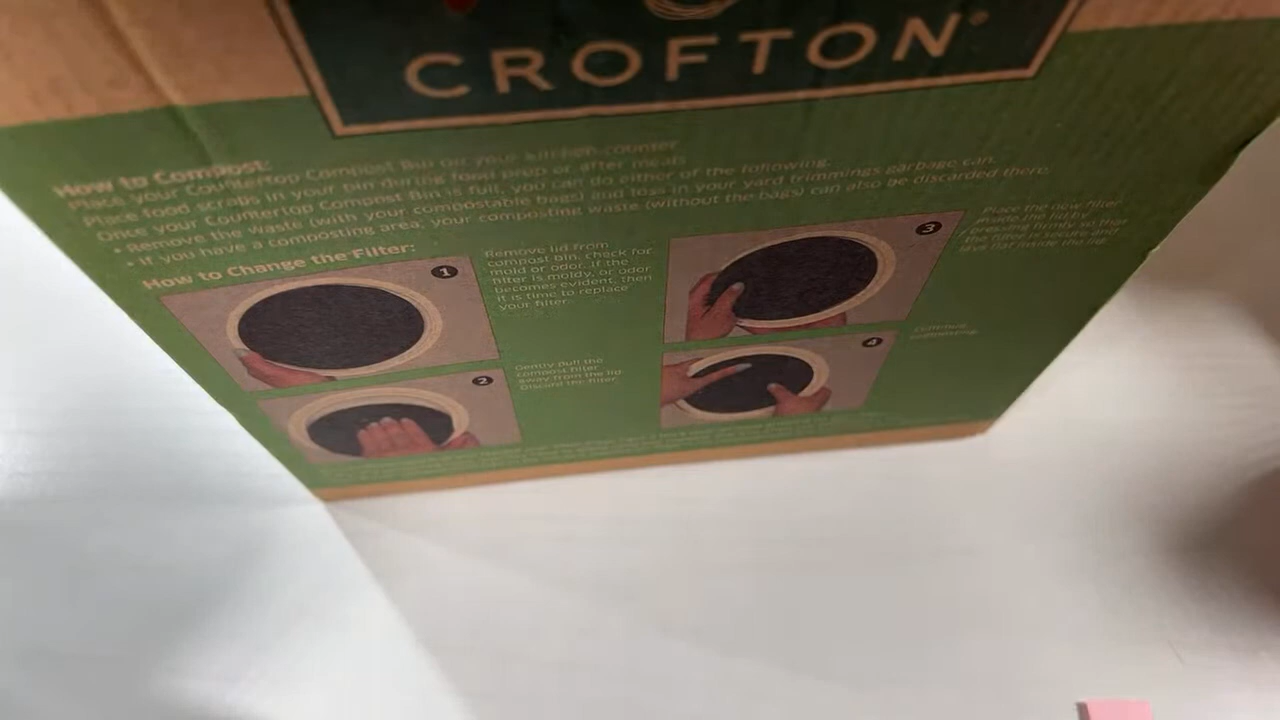 CROFTON®
How to Compost:
Place your Countertop Compost Bin on your kitchen counter
Place food scraps in your bin during food prep or after meals
Once your Countertop Compost Bin is full, you can do either of the following:
• Remove the waste (with your compostable bags) and toss in your yard trimmings garbage can.
• If you have a composting area, your composting waste (without the bags) can also be discarded there.
How to Change the Filter:
1
Remove lid from
compost bin, check for
mold or odor. If the
filter is moldy, or odor
becomes evident, then
it is time to replace
your filter.
2
Gently pull the
compost filter
away from the lid.
Discard the filter.
3
Place the new filter
inside the lid by
pressing firmly so that
the filter
flat inside the lid.
4
Continue